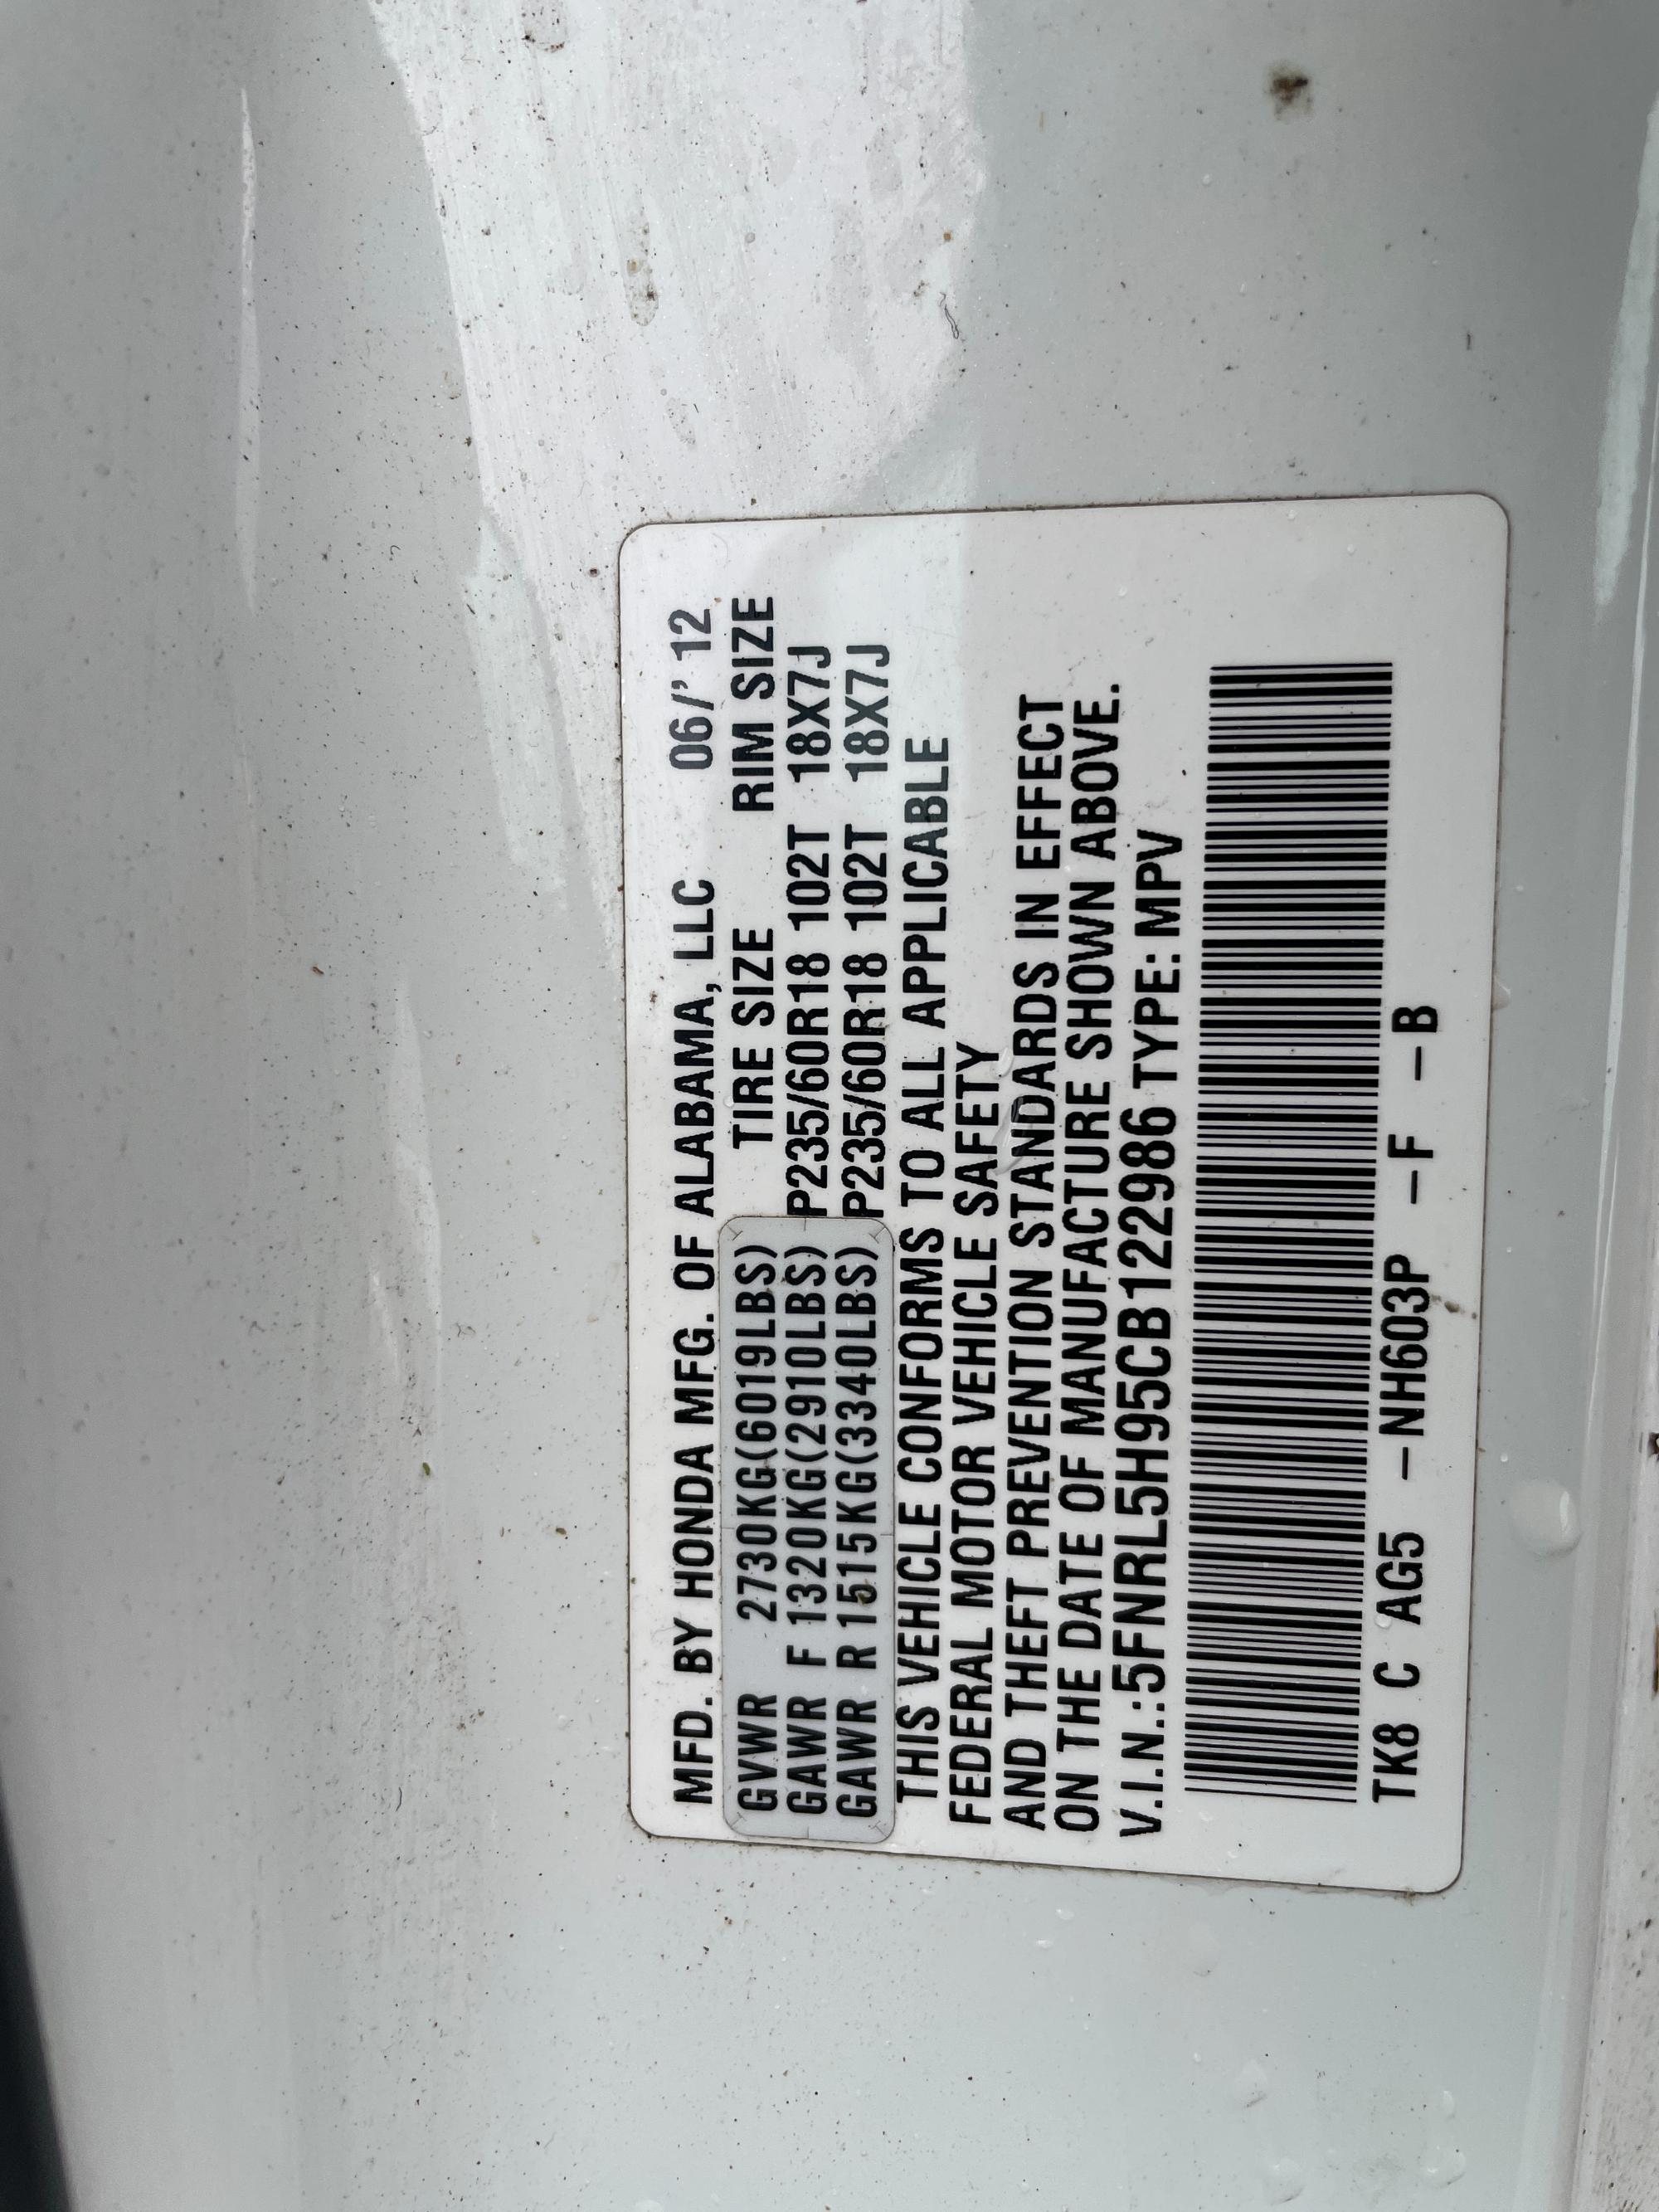 MFD. BY HONDA MFG. OF ALABAMA, LLC 06/' 12
TIRE SIZE RIM SIZE
GVWR 2730KG(6019LBS)
GAWR F 1320KG(2910LBS) P235/60R18 102T 18X7J
GAWR R 1515KG(3340LBS) P235/60R18 102T 18X7J
THIS VEHICLE CONFORMS TO ALL APPLICABLE
FEDERAL MOTOR VEHICLE SAFETY
AND THEFT PREVENTION STANDARDS IN EFFECT
ON THE DATE OF MANUFACTURE SHOWN ABOVE.
V.I.N.:5FNRL5H95CB122986 TYPE: MPV
TK8 C AG5 –NH603P –F –B